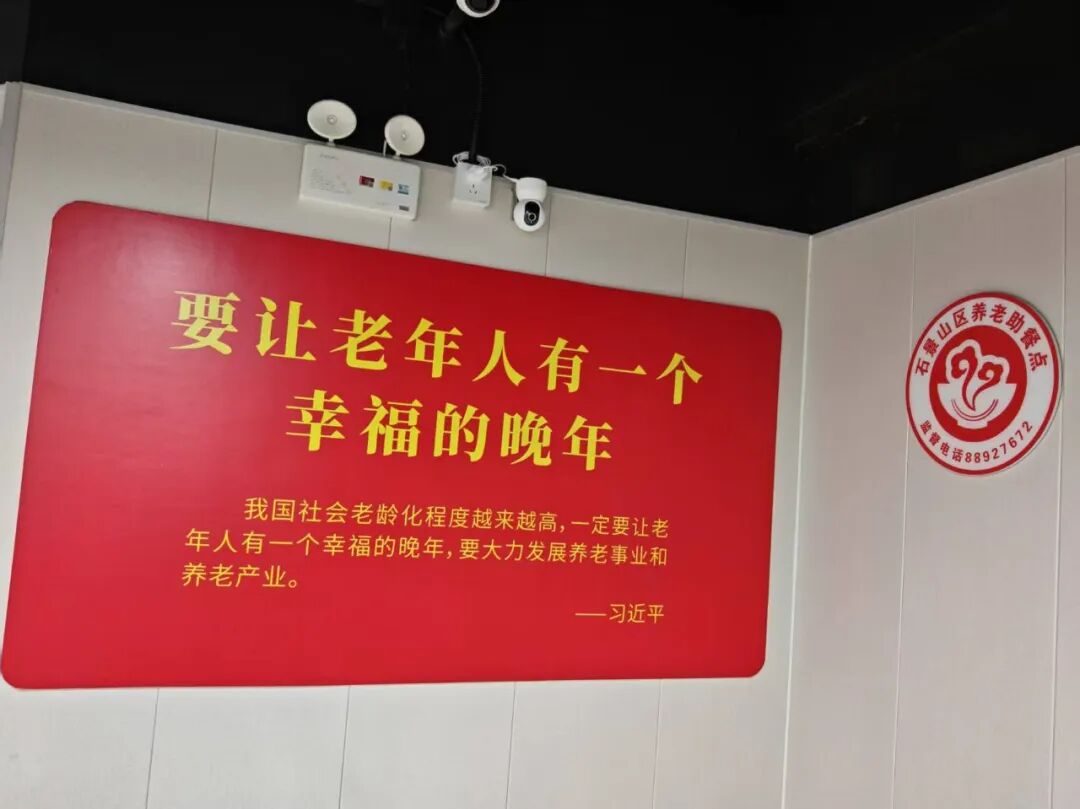 要让老年人有一个
幸福的晚年
我国社会老龄化程度越来越高,一定要让老
年人有一个幸福的晚年,要大力发展养老事业和
养老产业。
——习近平
石景山区养老助餐点
监督电话88927672